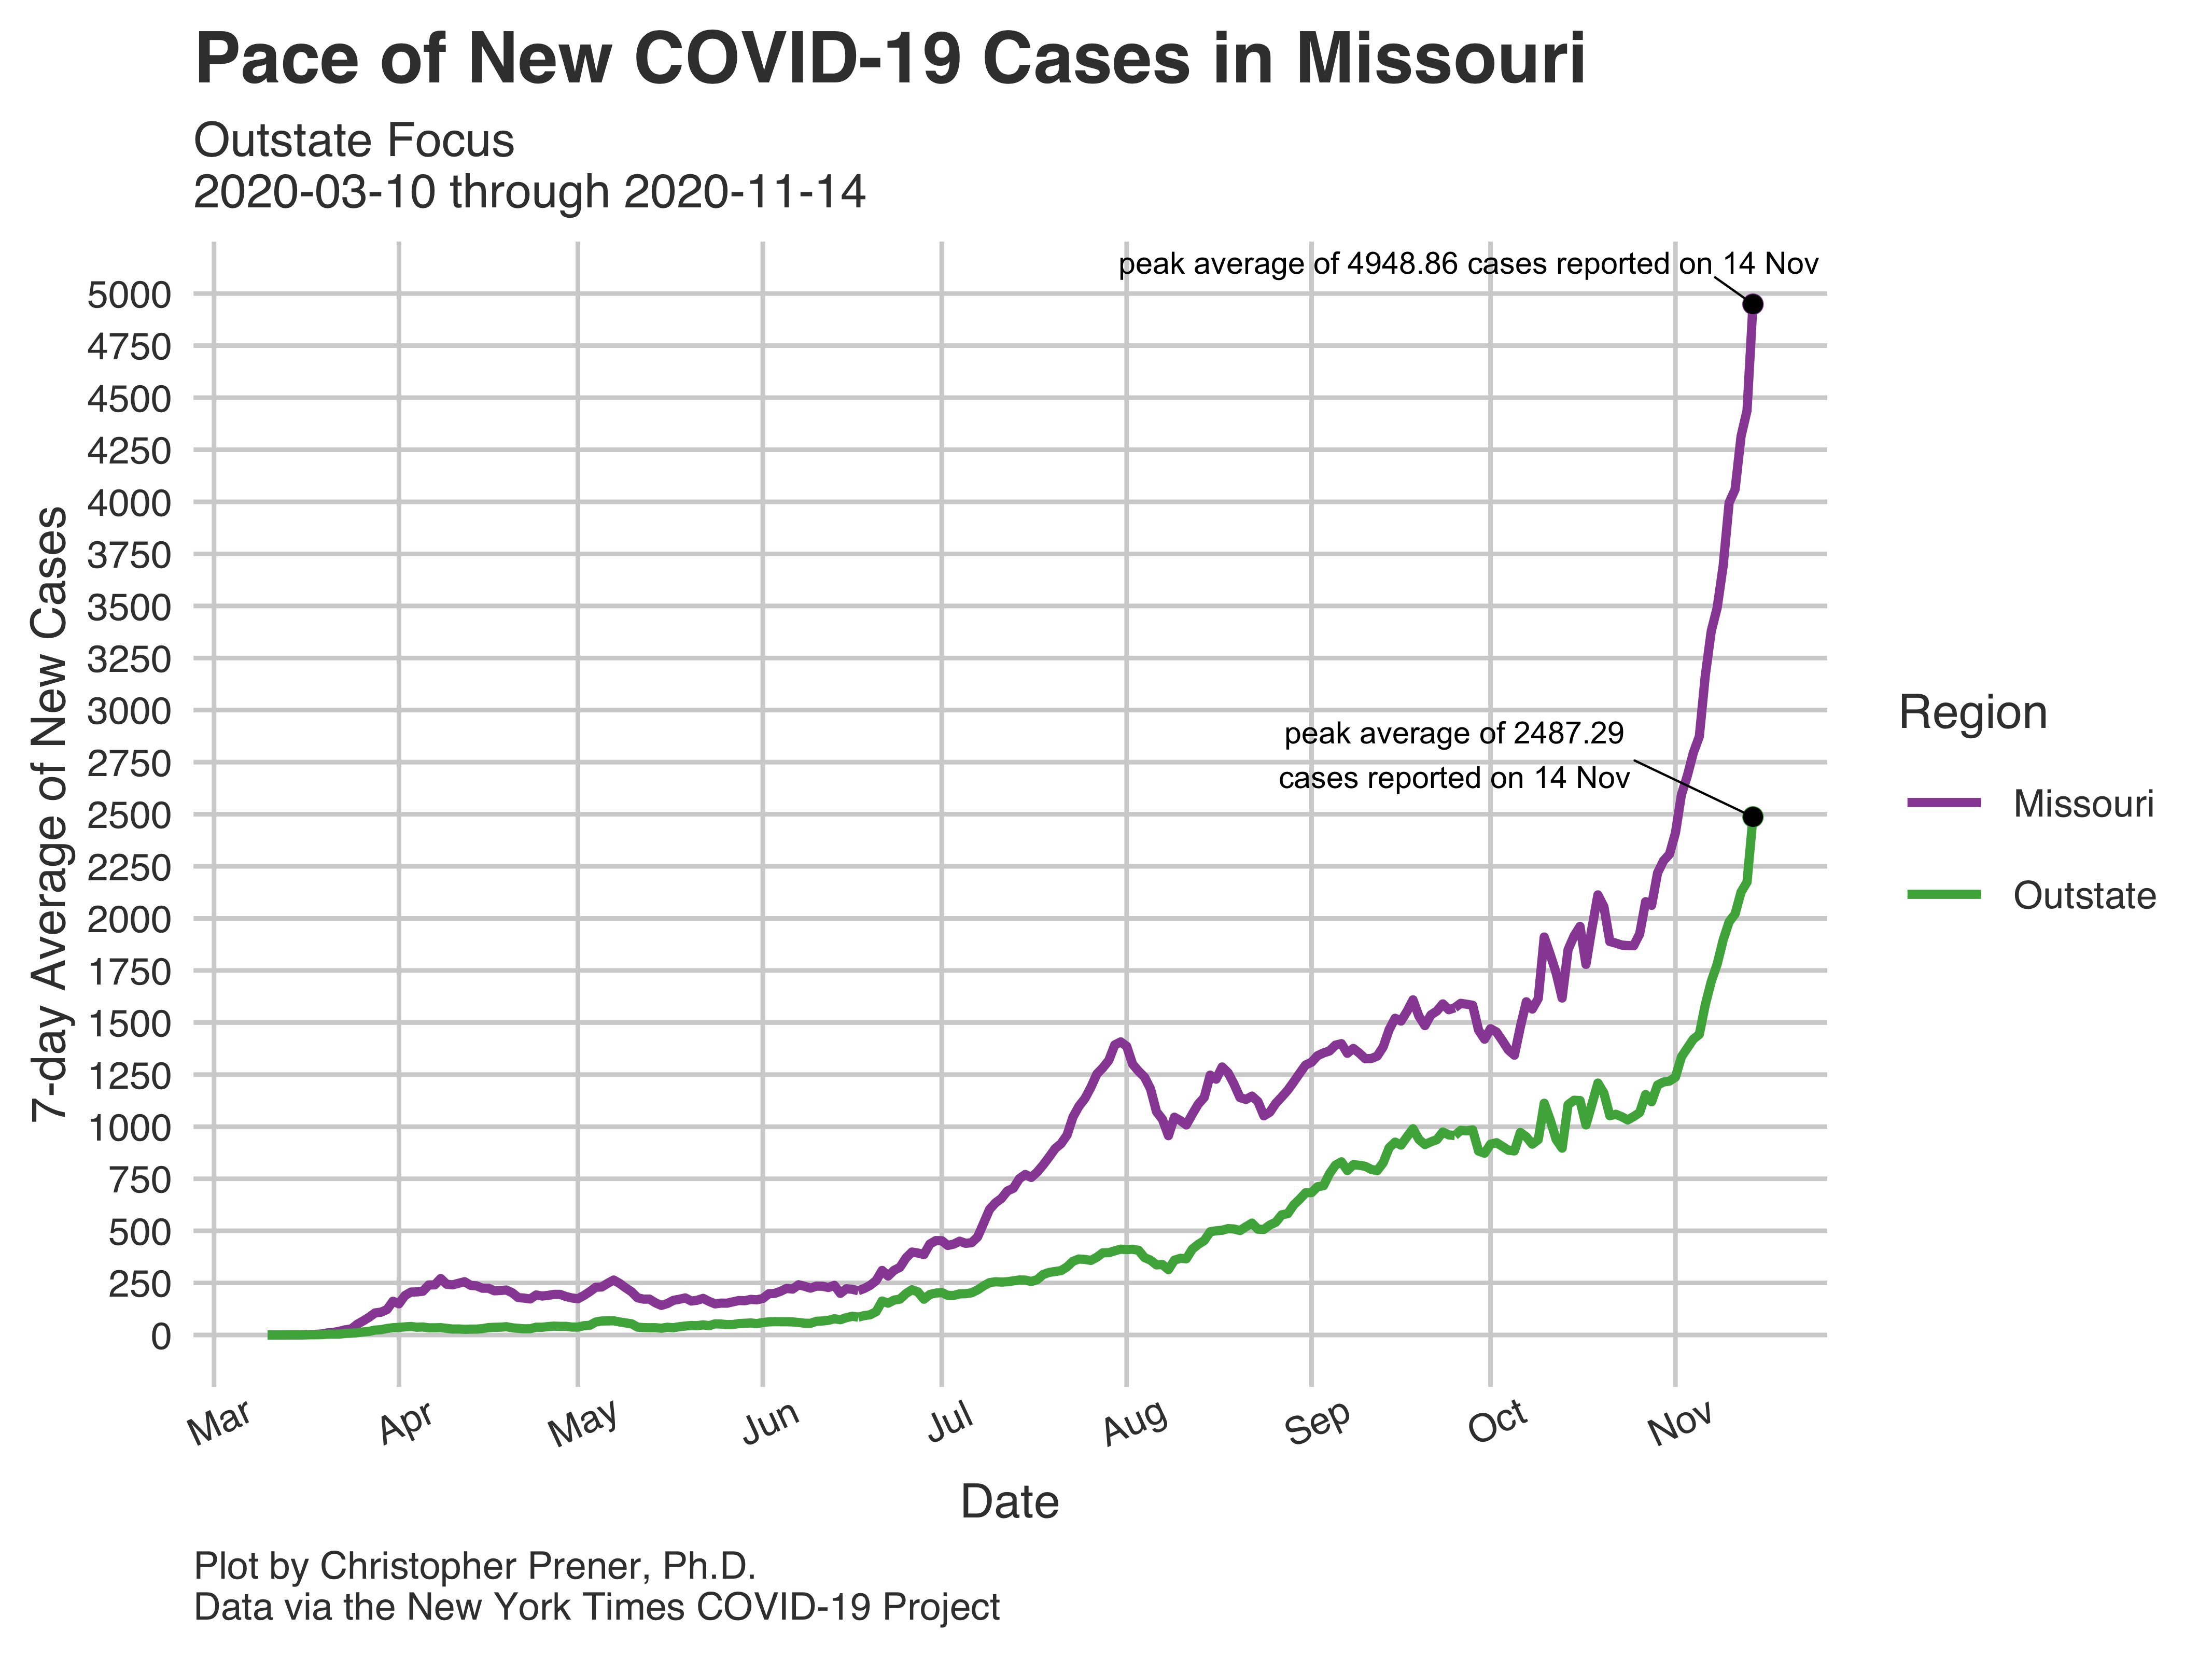 Pace of New COVID-19 Cases in Missouri
Outstate Focus
2020-03-10 through 2020-11-14
peak average of 4948.86 cases reported on 14 Nov
peak average of 2487.29
cases reported on 14 Nov
7-day Average of New Cases
5000
4750
4500
4250
4000
3750
3500
3250
3000
2750
2500
2250
2000
1750
1500
1250
1000
750
500
250
0
Mar Apr May Jun Jul Aug Sep Oct Nov
Date
Region
Missouri
Outstate
Plot by Christopher Prener, Ph.D.
Data via the New York Times COVID-19 Project